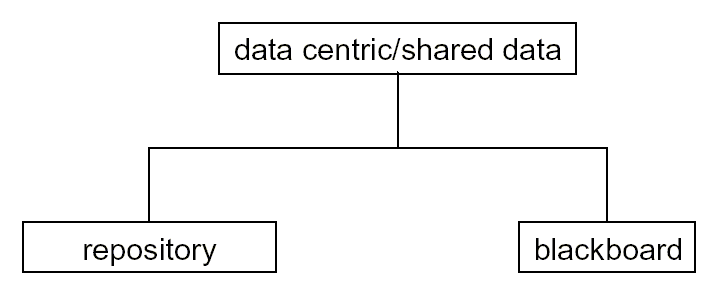 data centric/shared data
repository
blackboard